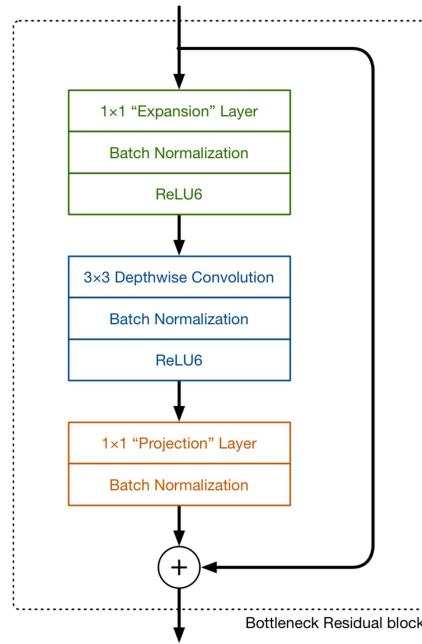 1×1 “Expansion” Layer
Batch Normalization
ReLU6
3×3 Depthwise Convolution
Batch Normalization
ReLU6
1×1 “Projection” Layer
Batch Normalization
+
Bottleneck Residual block